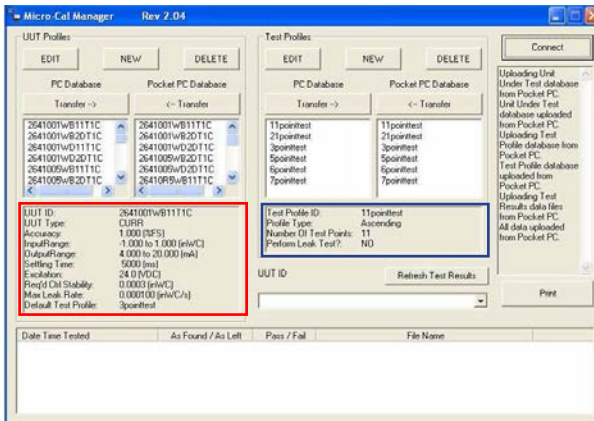 Micro-Cal Manager Rev 2.04
UUT Profiles
EDIT NEW DELETE
PC Database Pocket PC Database
Transfer -> <- Transfer
2641001WB11T1C 2641001WB11T1C
2641001WB2DT1C 2641001WB2DT1C
2641001WD11T1C 2641001WD2DT1C
2641001WD2DT1C 2641005WB2DT1C
2641005WB11T1C 2641005WD2DT1C
2641005WB2DT1C 26410R5WB11T1C
UUT ID: 2641001WB11T1C
UUT Type: CURR
Accuracy: 1.000 [%FS]
InputRange: -1.000 to 1.000 [inWC]
OutputRange: 4.000 to 20.000 [mA]
Settling Time: 5000 [ms]
Excitation: 24.0 [VDC]
Req'd Ctrl Stability: 0.0003 [inWC]
Max Leak Rate: 0.000100 [inWC/s]
Default Test Profile: 3pointtest
Test Profiles
EDIT NEW DELETE
PC Database Pocket PC Database
Transfer -> <- Transfer
11pointtest 11pointtest
21pointtest 21pointtest
3pointtest 3pointtest
5pointtest 5pointtest
6pointtest 6pointtest
7pointtest 7pointtest
Test Profile ID: 11pointtest
Profile Type: Ascending
Number Of Test Points: 11
Perform Leak Test?: NO
UUT ID Refresh Test Results
Connect
Uploading Unit
Under Test database
from Pocket PC.
Unit Under Test
database uploaded
from Pocket PC.
Uploading Test
Profile database from
Pocket PC.
Test Profile database
uploaded from
Pocket PC.
Uploading Test
Results data files
from Pocket PC.
All data uploaded
from Pocket PC.
Print
Date Time Tested As Found / As Left Pass / Fail File Name